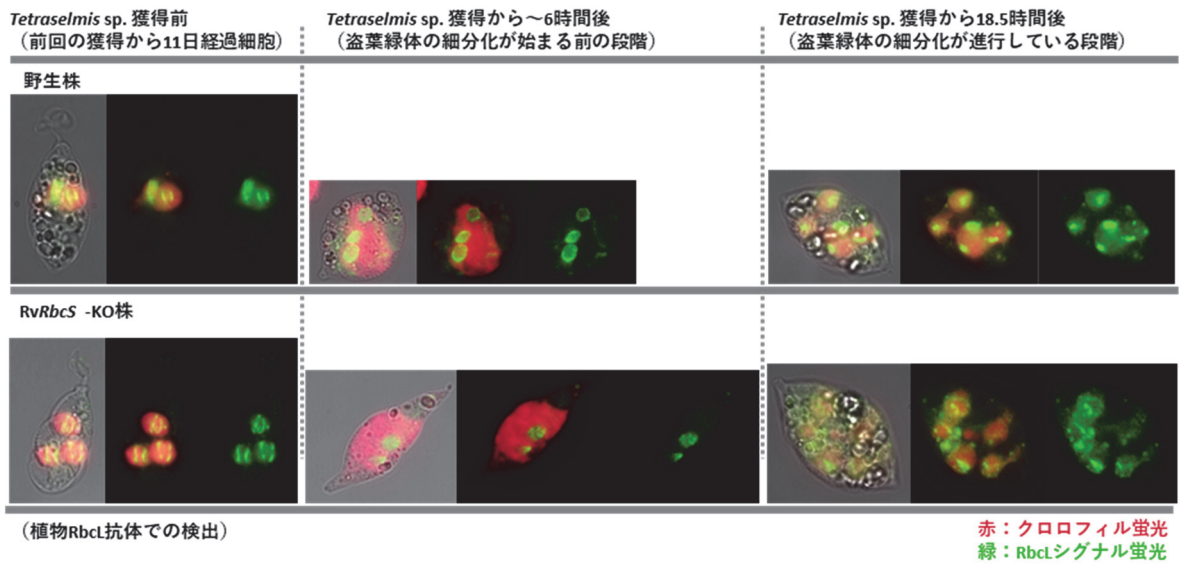 Tetraselmis sp. 獲得前
（前回の獲得から11日経過細胞）
Tetraselmis sp. 獲得から～6時間後
（盗葉緑体の細分化が始まる前の段階）
Tetraselmis sp. 獲得から18.5時間後
（盗葉緑体の細分化が進行している段階）
野生株
RvRbcS -KO株
（植物RbcL抗体での検出）
赤：クロロフィル蛍光
緑：RbcLシグナル蛍光